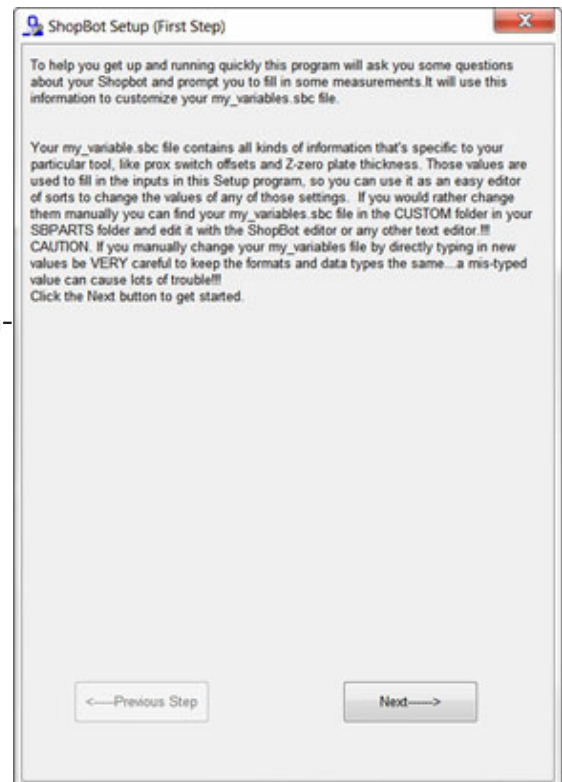 ShopBot Setup (First Step)
To help you get up and running quickly this program will ask you some questions
about your Shopbot and prompt you to fill in some measurements.It will use this
information to customize your my_variables.sbc file.
Your my_variable.sbc file contains all kinds of information that's specific to your
particular tool, like prox switch offsets and Z-zero plate thickness. Those values are
used to fill in the inputs in this Setup program, so you can use it as an easy editor
of sorts to change the values of any of those settings.  If you would rather change
them manually you can find your my_variables.sbc file in the CUSTOM folder in your
SBPARTS folder and edit it with the ShopBot editor or any other text editor.!!!
CAUTION. If you manually change your my_variables file by directly typing in new
values be VERY careful to keep the formats and data types the same...a mis-typed
value can cause lots of trouble!!!
Click the Next button to get started.
<----Previous Step Next----->